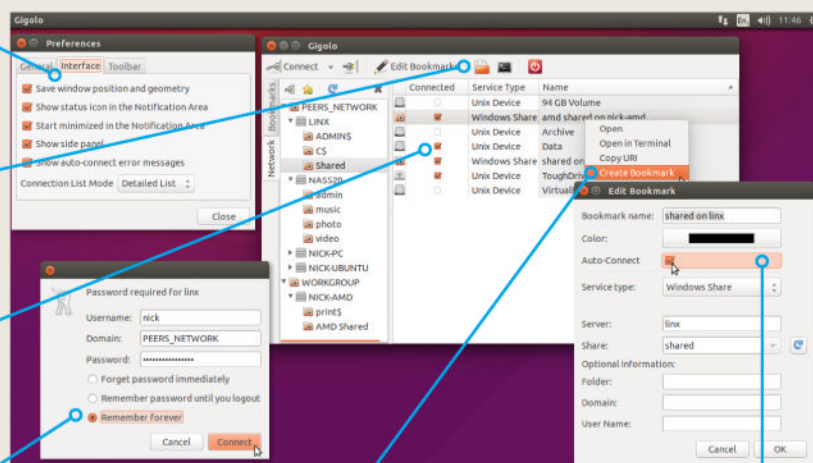 Gigolo
En
11:46
Preferences
General Interface Toolbar
Save window position and geometry
Show status icon in the Notification Area
Start minimized in the Notification Area
Show side panel
Show auto-connect error messages
Connection List Mode Detailed List
Close
Gigolo
Connect Edit Bookmarks
Bookmarks
Network
PEERS_NETWORK
LINX
ADMIN$
C$
Shared
NAS520
admin
music
photo
video
NICK-PC
NICK-UBUNTU
WORKGROUP
NICK-AMD
print$
AMD Shared
Connected Service Type Name
Unix Device 94 GB Volume
Windows Share amd shared on nick-amd
Unix Device Archive
Unix Device Data
Windows Share shared on
Unix Device ToughDriv
Unix Device Virtual
Open
Open in Terminal
Copy URI
Create Bookmark
Password required for linx
Username: nick
Domain: PEERS_NETWORK
Password:
Forget password immediately
Remember password until you logout
Remember forever
Cancel Connect
Edit Bookmark
Bookmark name: shared on linx
Color:
Auto-Connect
Service type: Windows Share
Server: linx
Share: shared
Optional information:
Folder:
Domain:
User Name:
Cancel OK